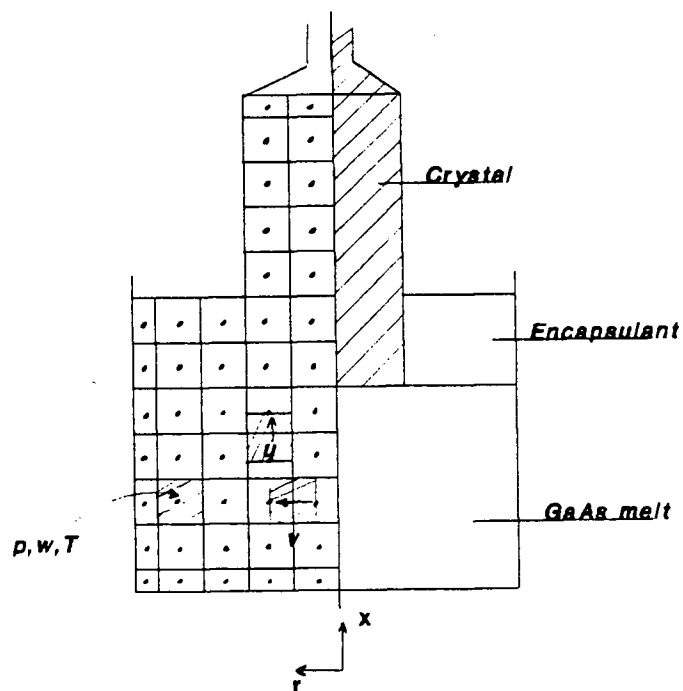 Crystal
Encapsulant
u
GaAs melt
p,w,T
v
x
r